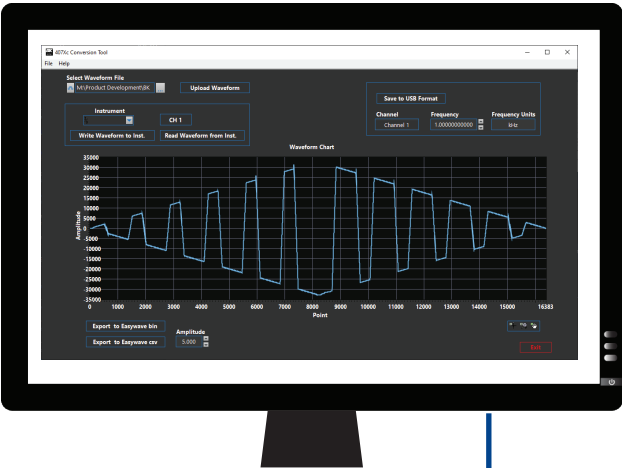 407Xc Conversion Tool
File Help
Select Waveform File
M:\Product Development\BK
...
Upload Waveform
Instrument
CH 1
Write Waveform to Inst.
Read Waveform from Inst.
Save to USB Format
Channel
Frequency
Frequency Units
Channel 1
1.00000000000
kHz
Waveform Chart
Amplitude
35000
30000
25000
20000
15000
10000
5000
0
-5000
-10000
-15000
-20000
-25000
-30000
-35000
0 1000 2000 3000 4000 5000 6000 7000 8000 9000 10000 11000 12000 13000 14000 15000 16383
Point
Export to Easywave bin
Export to Easywave csv
Amplitude
5.000
Exit